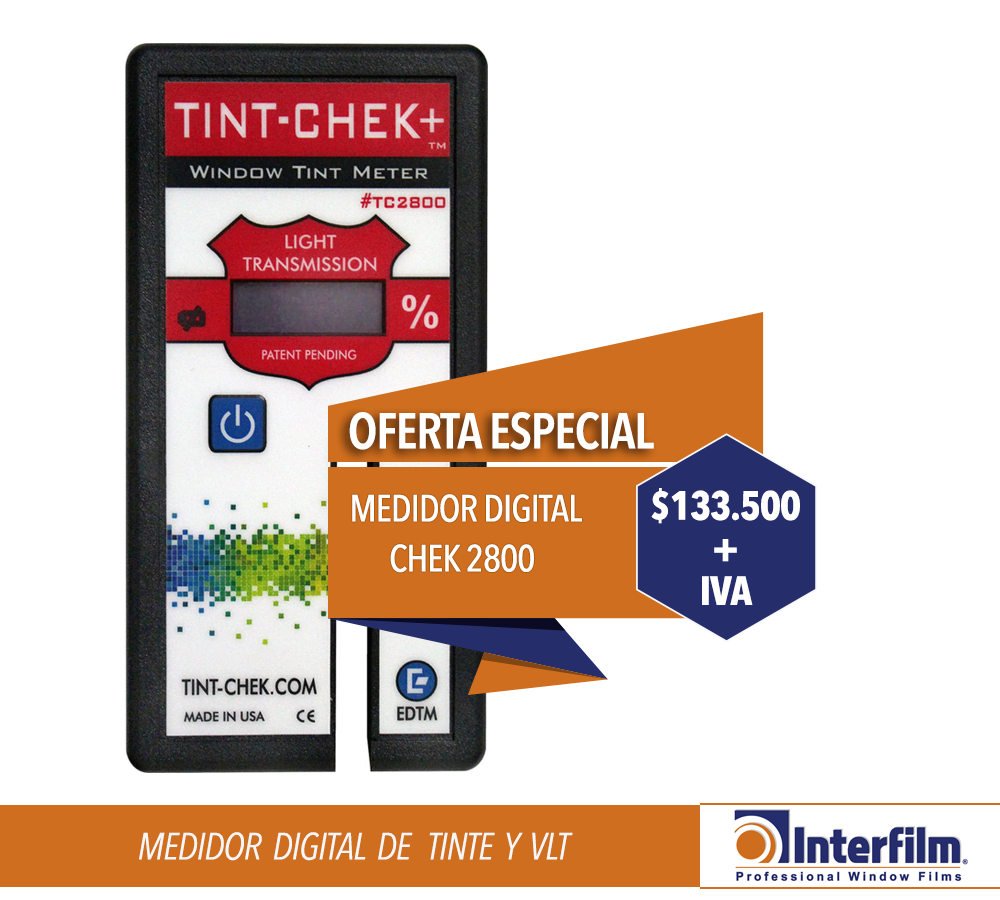 TINT-CHEK+
TM
WINDOW TINT METER
#TC2800
LIGHT
TRANSMISSION
%
PATENT PENDING
OFERTA ESPECIAL
MEDIDOR DIGITAL
CHEK 2800
$133.500
+
IVA
TINT-CHEK.COM
MADE IN USA CE
EDTM
MEDIDOR DIGITAL DE TINTE Y VLT
Interfilm®
Professional Window Films